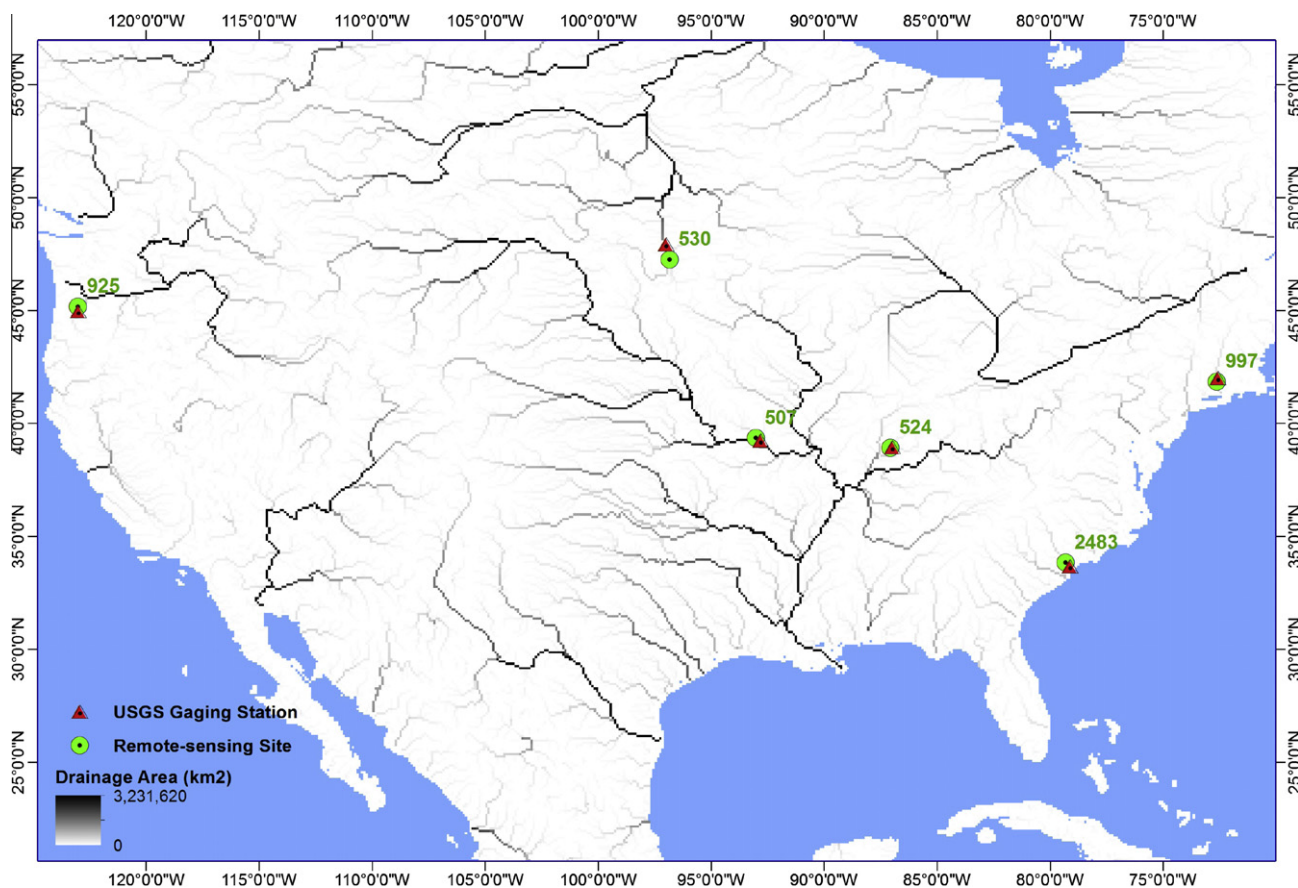 120°0'0"W 115°0'0"W 110°0'0"W 105°0'0"W 100°0'0"W 95°0'0"W 90°0'0"W 85°0'0"W 80°0'0"W 75°0'0"W
55°0'0"N
55°0'0"N
50°0'0"N
50°0'0"N
530
925
45°0'0"N
45°0'0"N
997
507
524
40°0'0"N
40°0'0"N
2483
35°0'0"N
35°0'0"N
30°0'0"N
30°0'0"N
USGS Gaging Station
Remote-sensing Site
25°0'0"N
25°0'0"N
Drainage Area (km2)
3,231,620
0
120°0'0"W 115°0'0"W 110°0'0"W 105°0'0"W 100°0'0"W 95°0'0"W 90°0'0"W 85°0'0"W 80°0'0"W 75°0'0"W